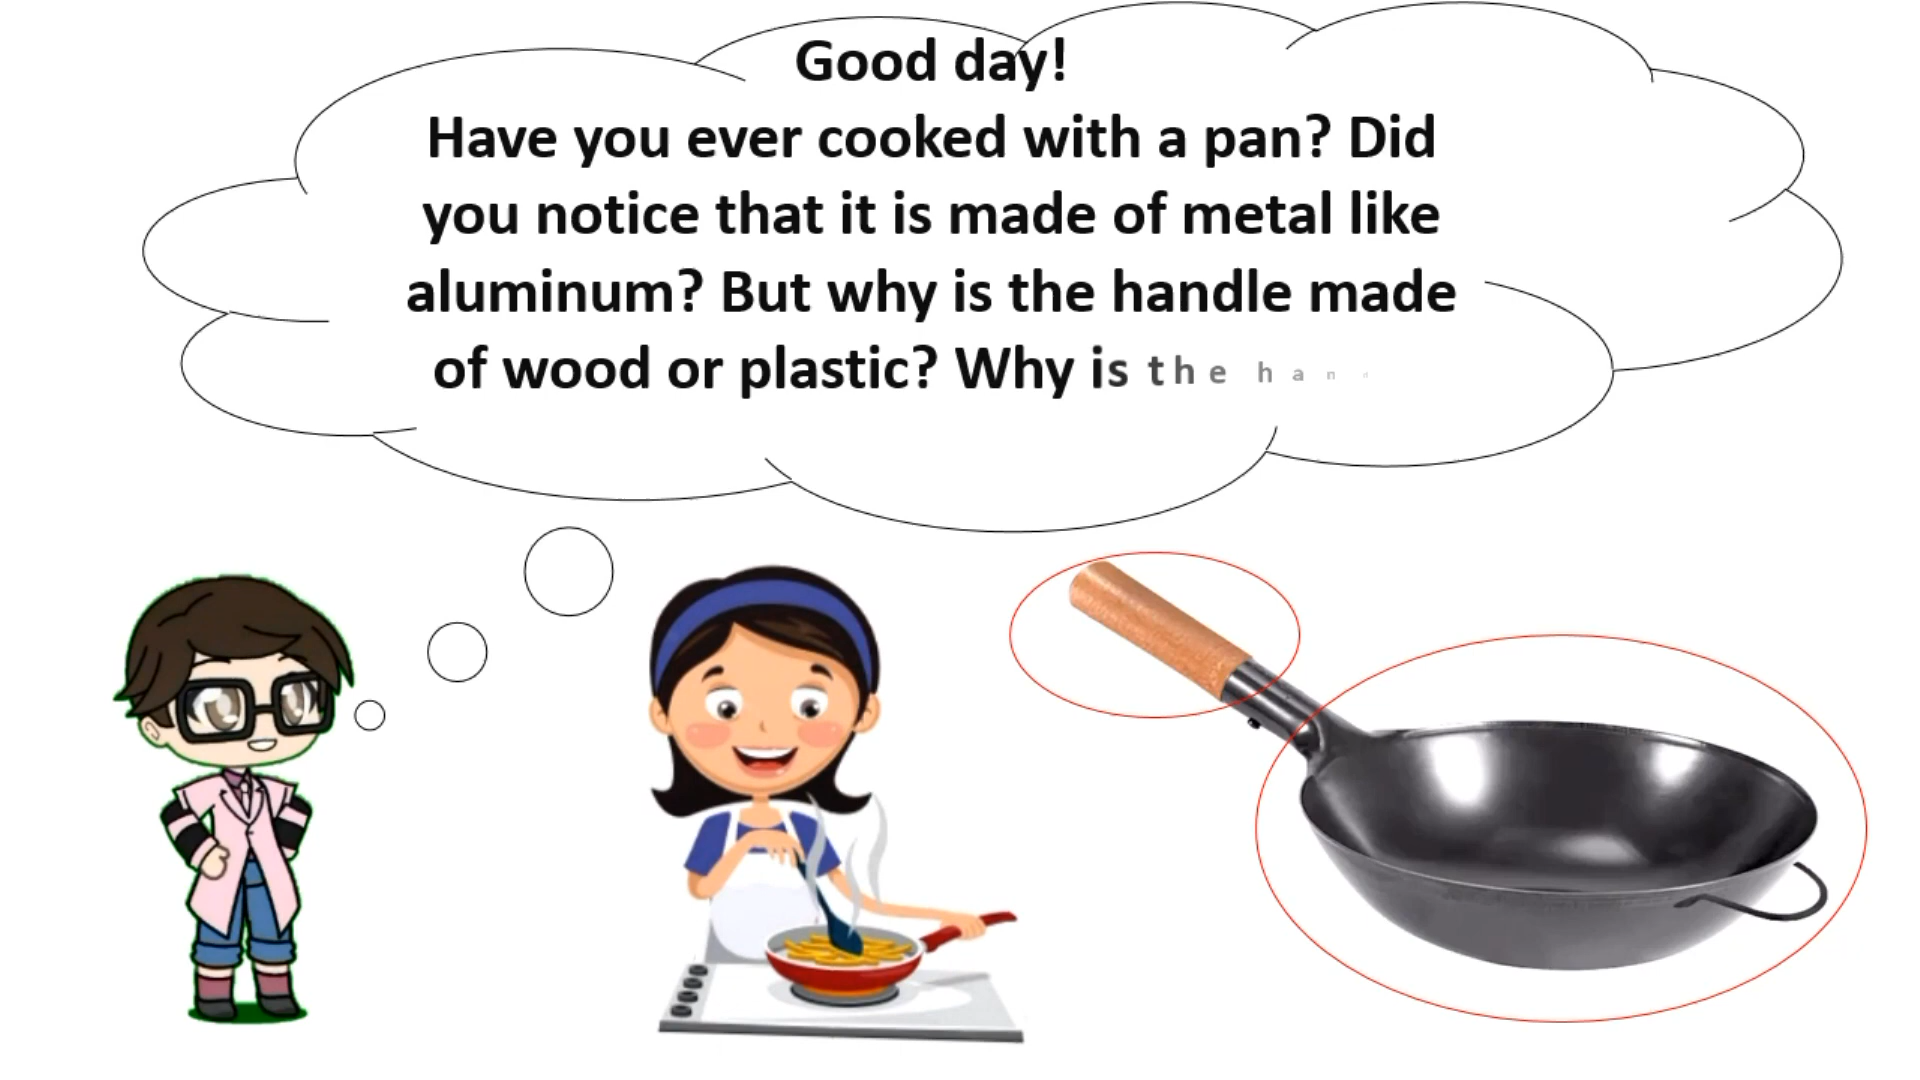 Good day!
Have you ever cooked with a pan? Did
you notice that it is made of metal like
aluminum? But why is the handle made
of wood or plastic? Why is the